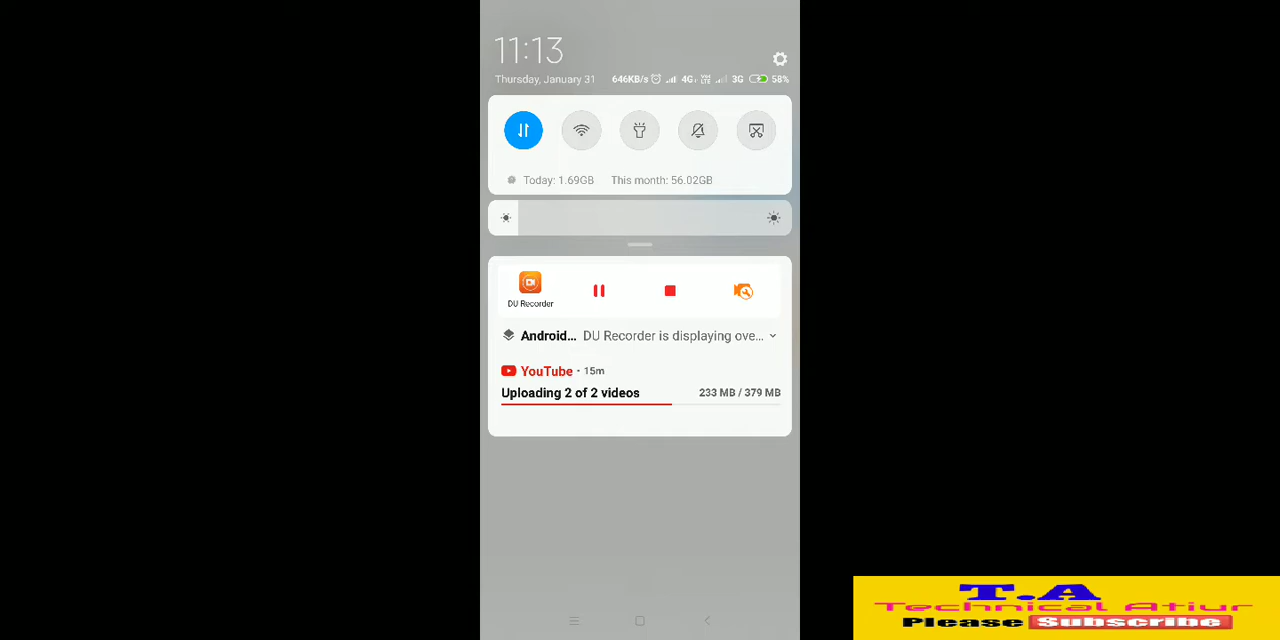 11:13
Thursday, January 31 646KB/s 4G 3G 58%
Today: 1.69GB This month: 56.02GB
DU Recorder
Android... DU Recorder is displaying ove...
YouTube • 15m
Uploading 2 of 2 videos 233 MB / 379 MB
T.A
Technical Atiur
Please Subscribe